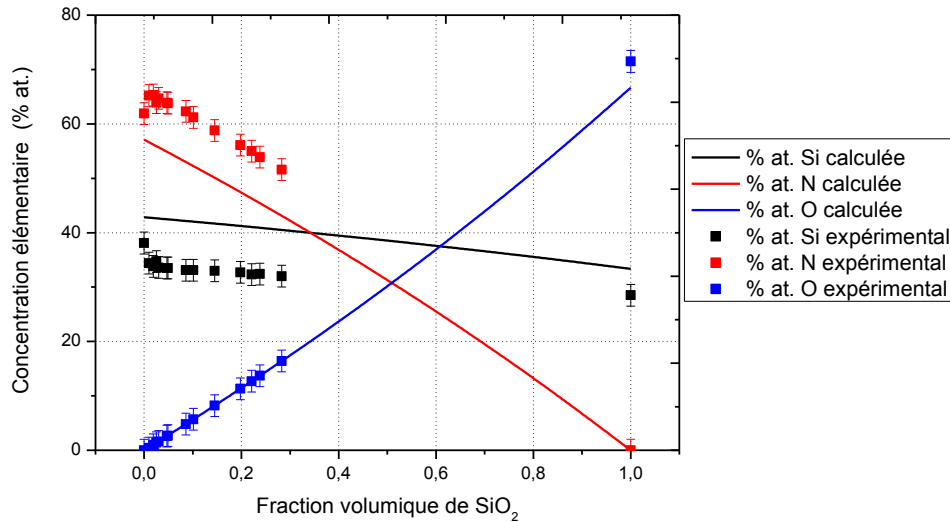 80
60
40
20
0
Concentration élémentaire (% at.)
0,0
0,2
0,4
0,6
0,8
1,0
Fraction volumique de SiO₂
% at. Si calculée
% at. N calculée
% at. O calculée
% at. Si expérimental
% at. N expérimental
% at. O expérimental